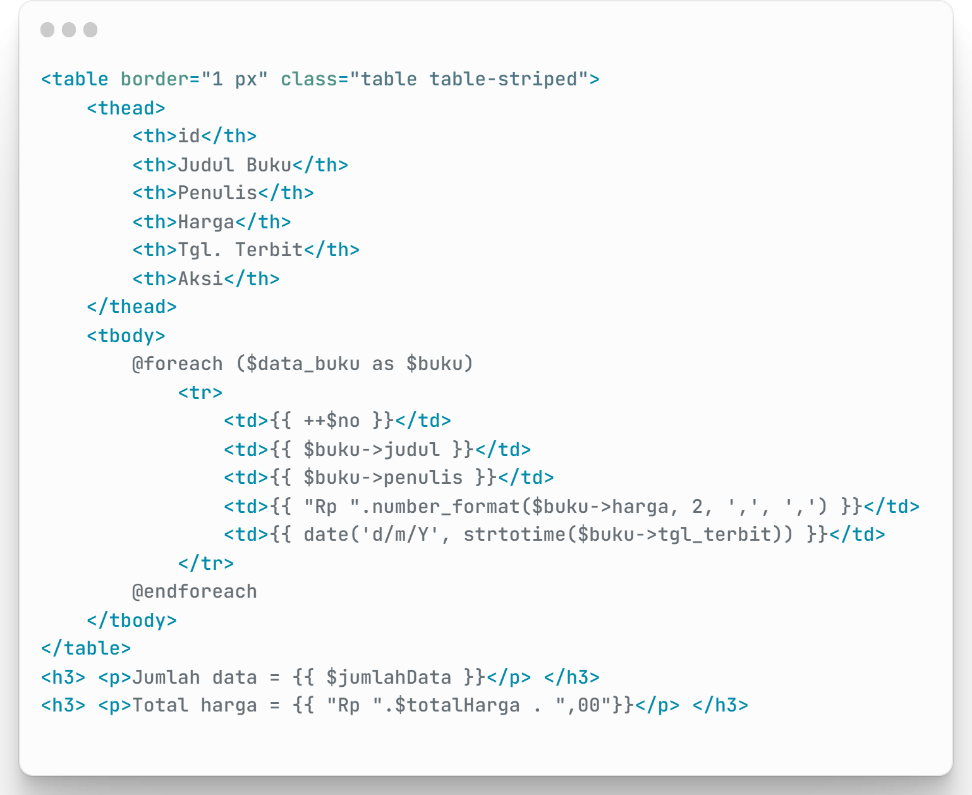 <table border="1 px" class="table table-striped">
    <thead>
        <th>id</th>
        <th>Judul Buku</th>
        <th>Penulis</th>
        <th>Harga</th>
        <th>Tgl. Terbit</th>
        <th>Aksi</th>
    </thead>
    <tbody>
        @foreach ($data_buku as $buku)
            <tr>
                <td>{{ ++$no }}</td>
                <td>{{ $buku->judul }}</td>
                <td>{{ $buku->penulis }}</td>
                <td>{{ "Rp ".number_format($buku->harga, 2, ',', ',') }}</td>
                <td>{{ date('d/m/Y', strtotime($buku->tgl_terbit)) }}</td>
            </tr>
        @endforeach
    </tbody>
</table>
<h3> <p>Jumlah data = {{ $jumlahData }}</p> </h3>
<h3> <p>Total harga = {{ "Rp ".$totalHarga . ",00"}}</p> </h3>